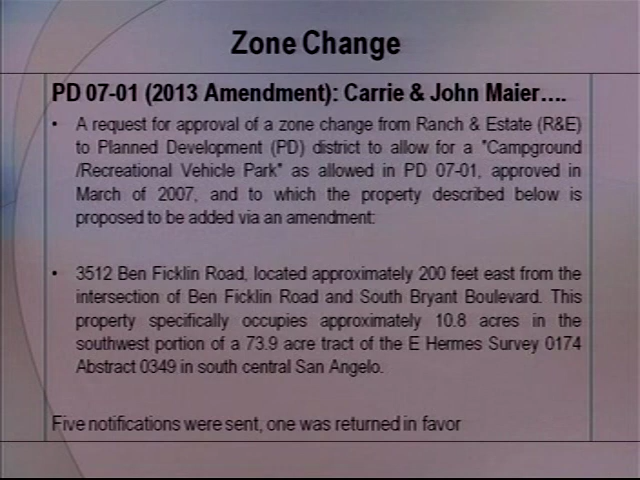 Zone Change
PD 07-01 (2013 Amendment): Carrie & John Maier....
• A request for approval of a zone change from Ranch & Estate (R&E)
to Planned Development (PD) district to allow for a "Campground
/Recreational Vehicle Park" as allowed in PD 07-01, approved in
March of 2007, and to which the property described below is
proposed to be added via an amendment:
• 3512 Ben Ficklin Road, located approximately 200 feet east from the
intersection of Ben Ficklin Road and South Bryant Boulevard. This
property specifically occupies approximately 10.8 acres in the
southwest portion of a 73.9 acre tract of the E Hermes Survey 0174
Abstract 0349 in south central San Angelo.
Five notifications were sent, one was returned in favor